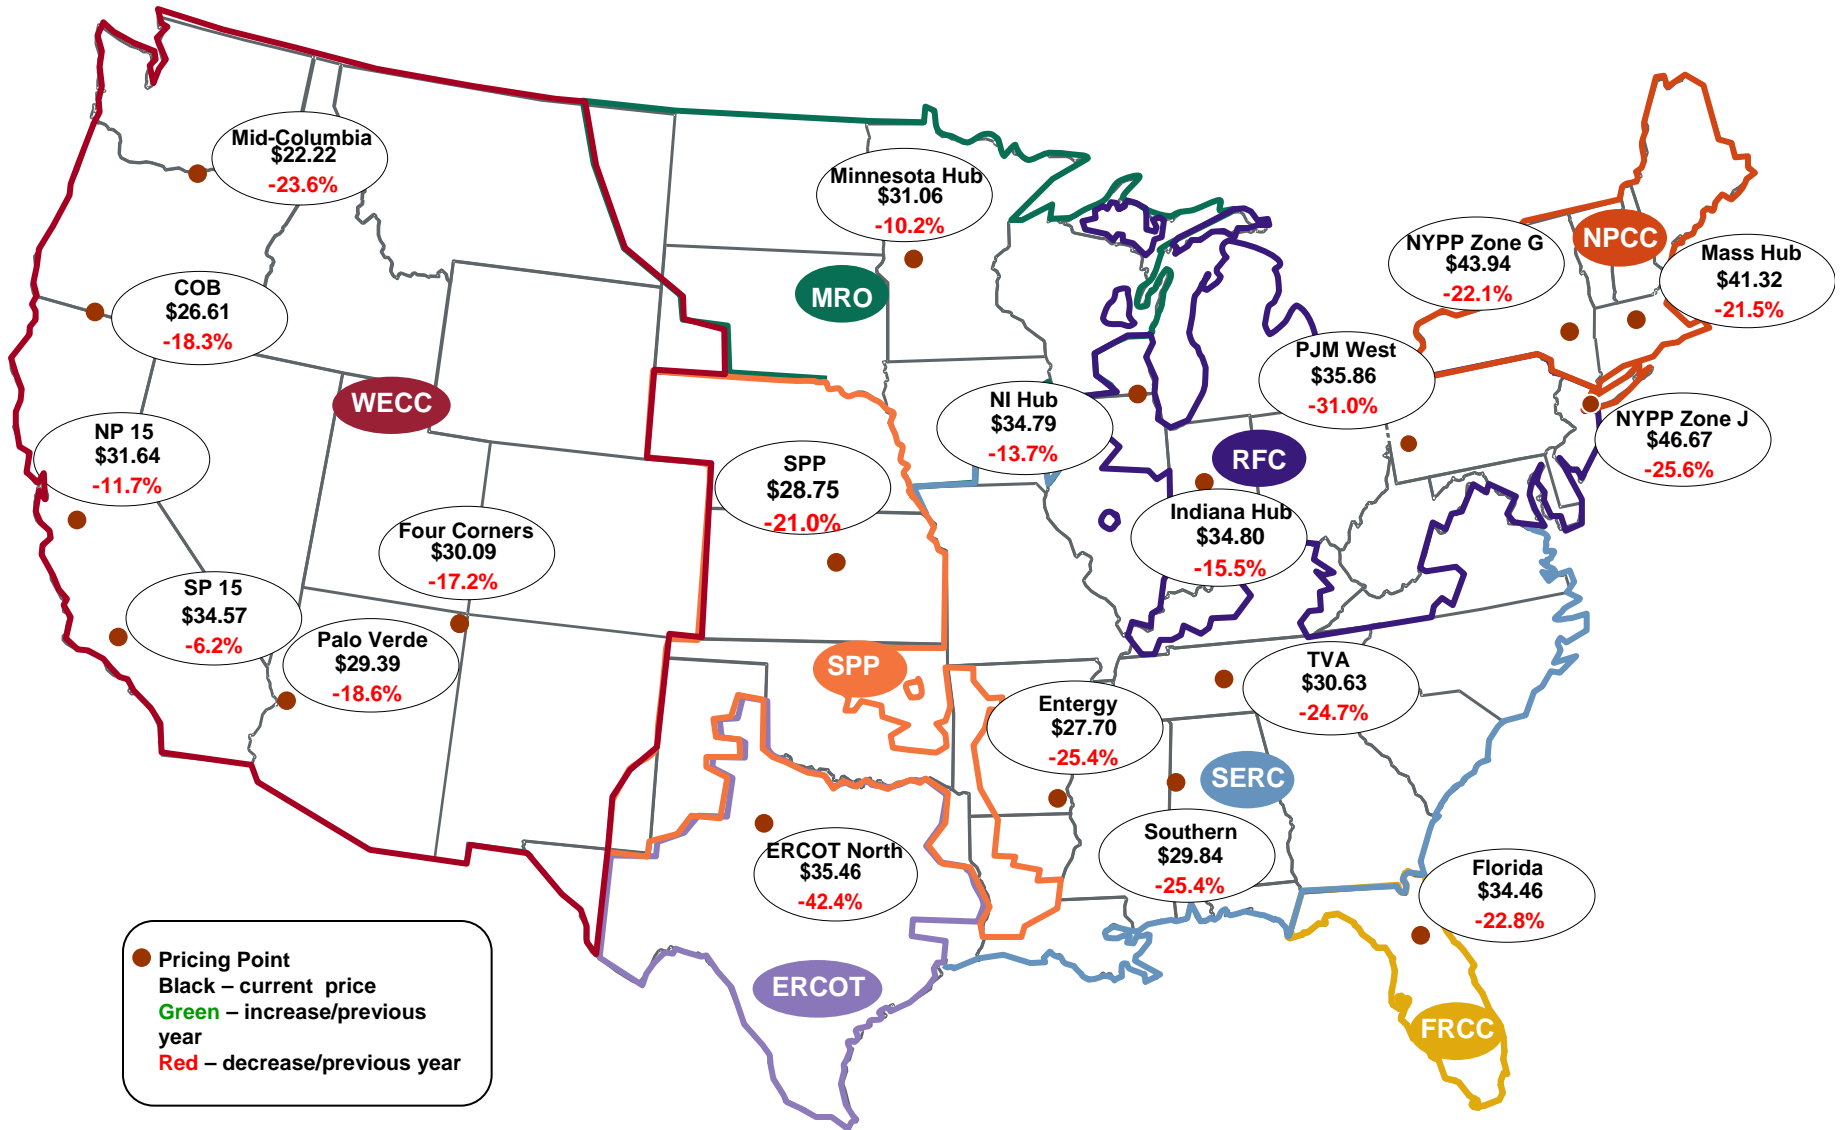 Mid-Columbia
$22.22
-23.6%
Minnesota Hub
$31.06
-10.2%
NYPP Zone G
$43.94
-22.1%
NPCC
Mass Hub
$41.32
-21.5%
COB
$26.61
-18.3%
MRO
PJM West
$35.86
-31.0%
WECC
NI Hub
$34.79
-13.7%
NYPP Zone J
$46.67
-25.6%
NP 15
$31.64
-11.7%
SPP
$28.75
-21.0%
RFC
Indiana Hub
$34.80
-15.5%
Four Corners
$30.09
-17.2%
SP 15
$34.57
-6.2%
Palo Verde
$29.39
-18.6%
SPP
TVA
$30.63
-24.7%
Entergy
$27.70
-25.4%
SERC
Southern
$29.84
-25.4%
ERCOT North
$35.46
-42.4%
Florida
$34.46
-22.8%
ERCOT
FRCC
Pricing Point
Black – current price
Green – increase/previous
year
Red – decrease/previous year